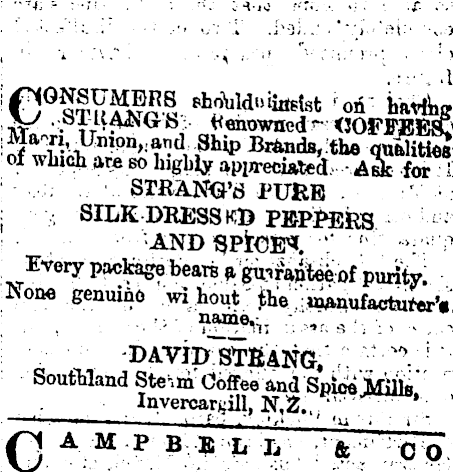 CONSUMERS should insist on having
STRANG'S Renowned COFFEES,
Maori, Union, and Ship Brands, the qualities
of which are so highly appreciated. Ask for
STRANG'S PURE
SILK-DRESSED PEPPERS
AND SPICES.
Every package bears a guarantee of purity.
None genuine without the manufacturer's
name.
DAVID STRANG,
Southland Steam Coffee and Spice Mills,
Invercargill, N.Z.
CAMPBELL & CO